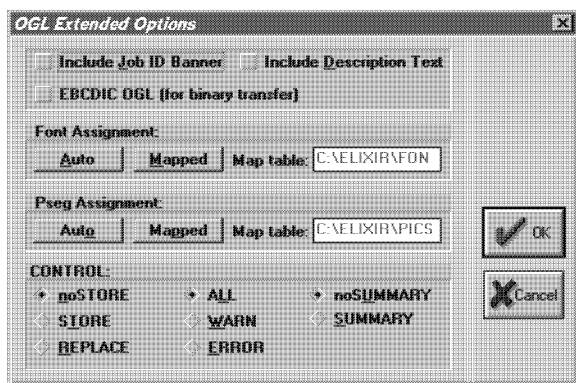 OGL Extended Options
Include Job ID Banner Include Description Text
EBCDIC OGL (for binary transfer)
Font Assignment:
Auto Mapped Map table: C:\ELIXIR\FON
Pseg Assignment:
Auto Mapped Map table: C:\ELIXIR\PICS
OK
CONTROL:
noSTORE ALL noSUMMARY
Cancel
STORE WARN SUMMARY
REPLACE ERROR